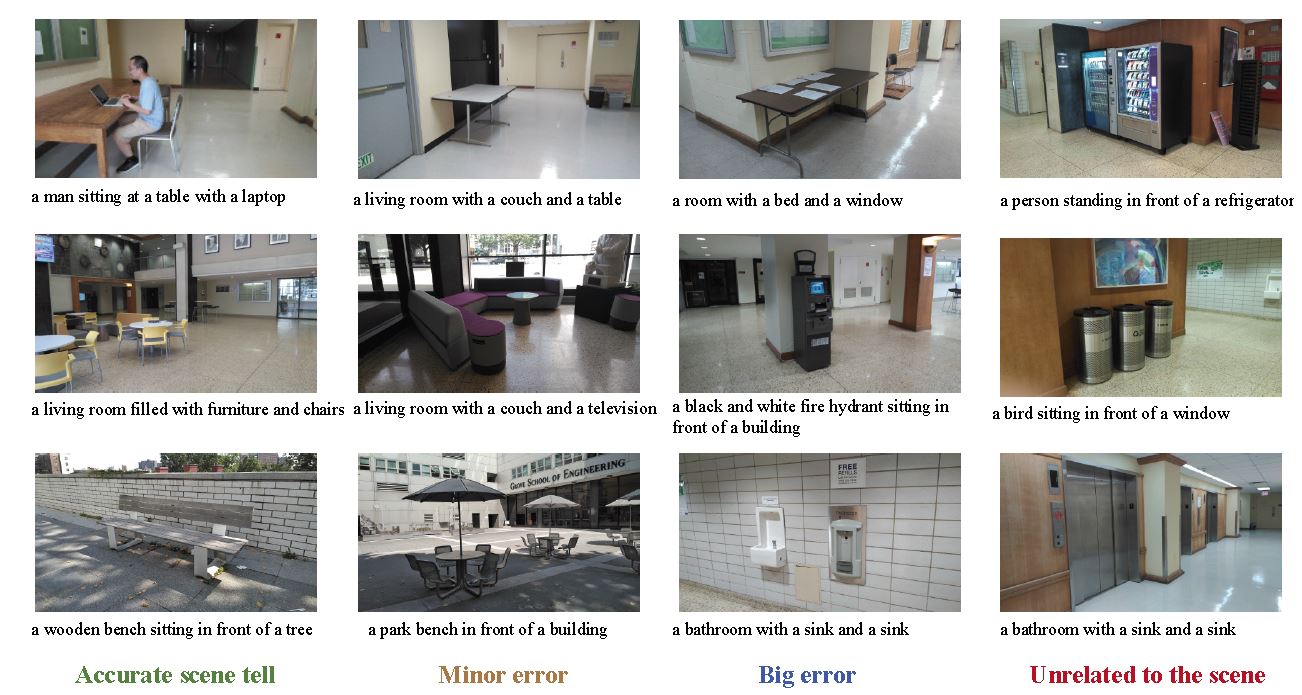 EXIT
a man sitting at a table with a laptop
a living room with a couch and a table
a room with a bed and a window
a person standing in front of a refrigerator
a living room filled with furniture and chairs
a living room with a couch and a television
a black and white fire hydrant sitting in
front of a building
a bird sitting in front of a window
GROVE SCHOOL OF ENGINEERING
FREE
REFILLS
a wooden bench sitting in front of a tree
a park bench in front of a building
a bathroom with a sink and a sink
a bathroom with a sink and a sink
Accurate scene tell
Minor error
Big error
Unrelated to the scene